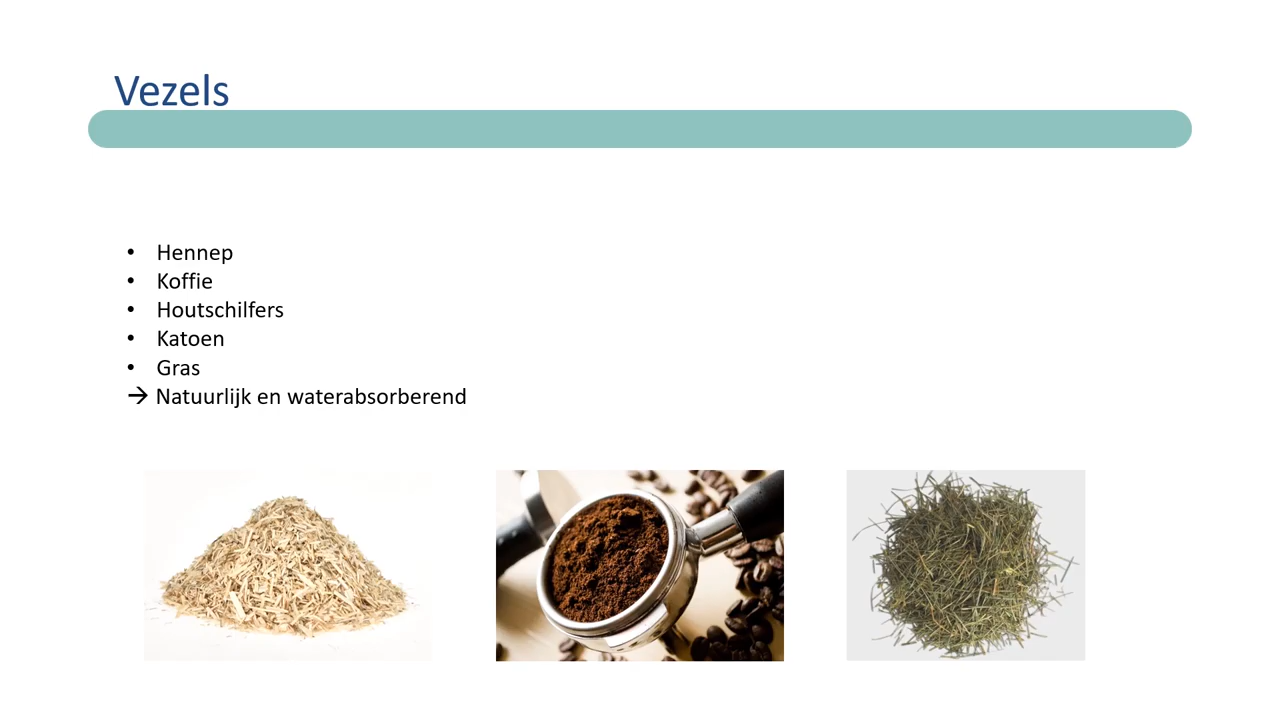 Vezels
• Hennep
• Koffie
• Houtschilfers
• Katoen
• Gras
→ Natuurlijk en waterabsorberend